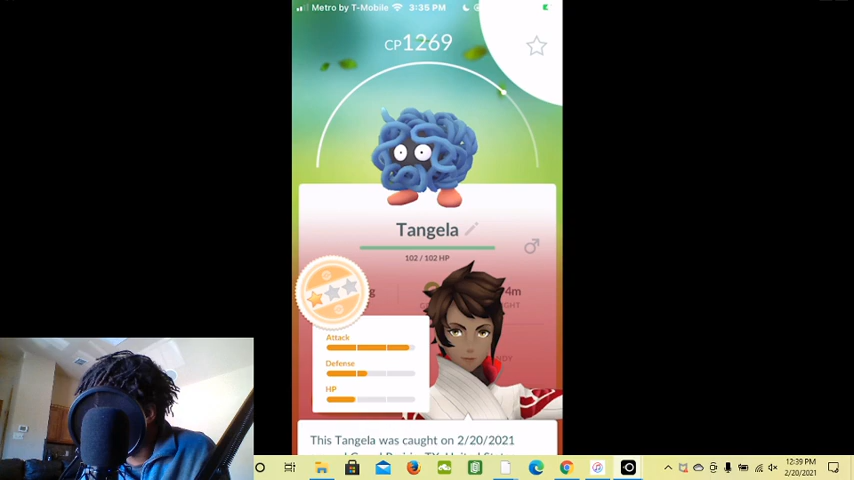 Metro by T-Mobile 3:35 PM
CP1269
Tangela
102 / 102 HP
Attack
Defense
HP
This Tangela was caught on 2/20/2021
12:39 PM
2/20/2021